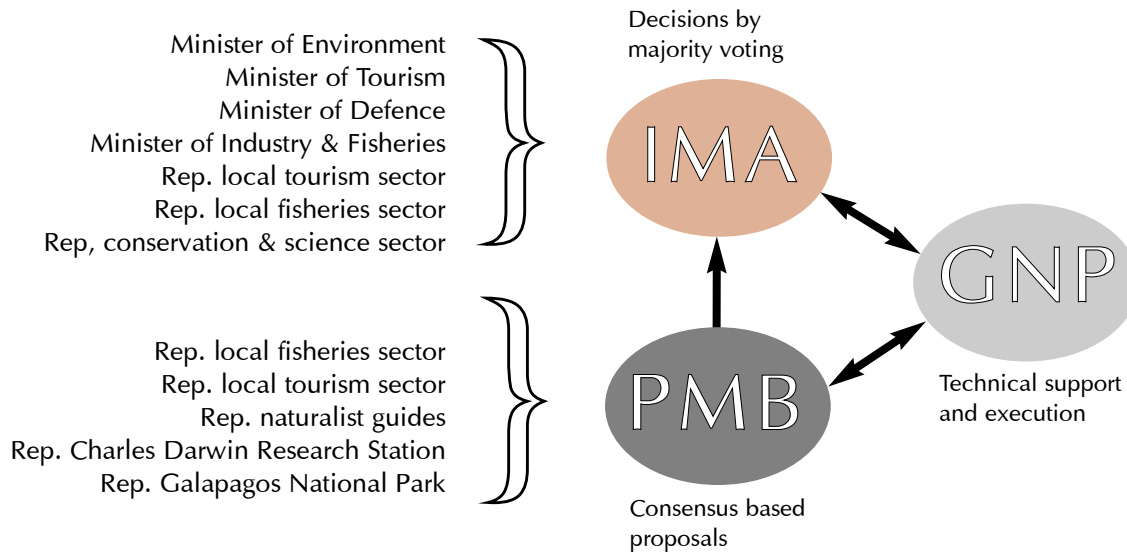 Minister of Environment
Minister of Tourism
Minister of Defence
Minister of Industry & Fisheries
Rep. local tourism sector
Rep. local fisheries sector
Rep, conservation & science sector
Decisions by
majority voting
IMA
GNP
Technical support
and execution
Rep. local fisheries sector
Rep. local tourism sector
Rep. naturalist guides
Rep. Charles Darwin Research Station
Rep. Galapagos National Park
PMB
Consensus based
proposals